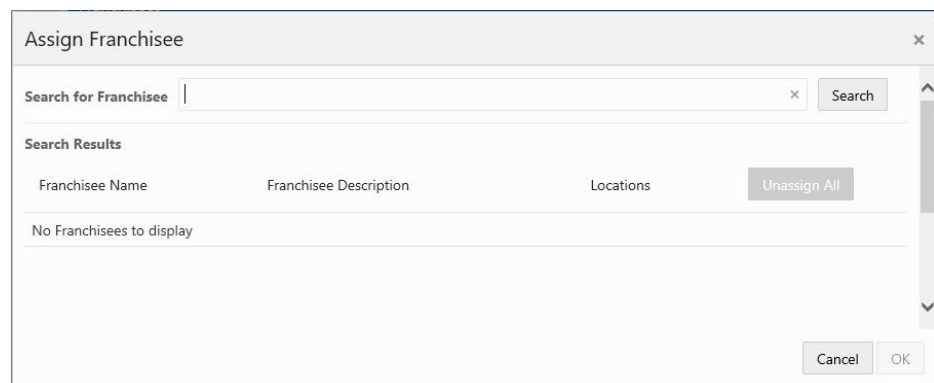 Assign Franchisee
Search for Franchisee Search
Search Results
Franchisee Name Franchisee Description Locations Unassign All
No Franchisees to display
Cancel OK